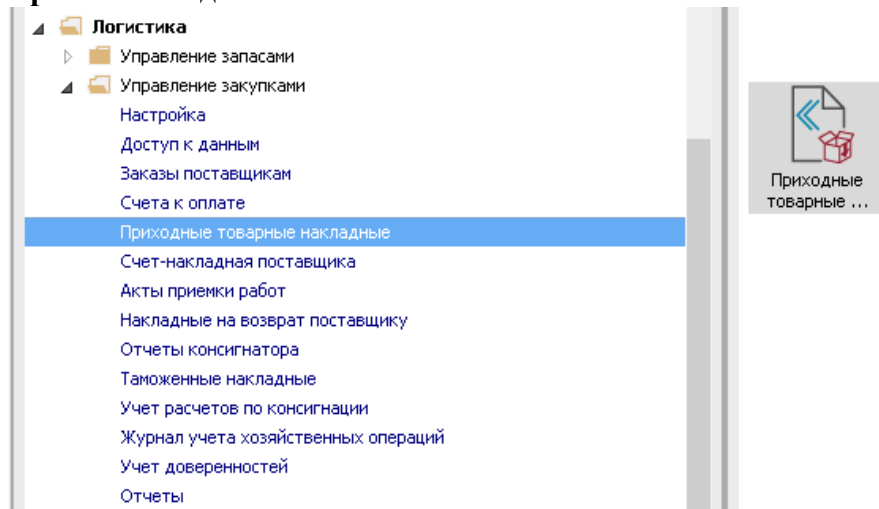 Логистика
Управление запасами
Управление закупками
Настройка
Доступ к данным
Заказы поставщикам
Счета к оплате
Приходные товарные накладные
Счет-накладная поставщика
Акты приемки работ
Накладные на возврат поставщику
Отчеты консигнатора
Таможенные накладные
Учет расчетов по консигнации
Журнал учета хозяйственных операций
Учет доверенностей
Отчеты
Приходные
товарные ...